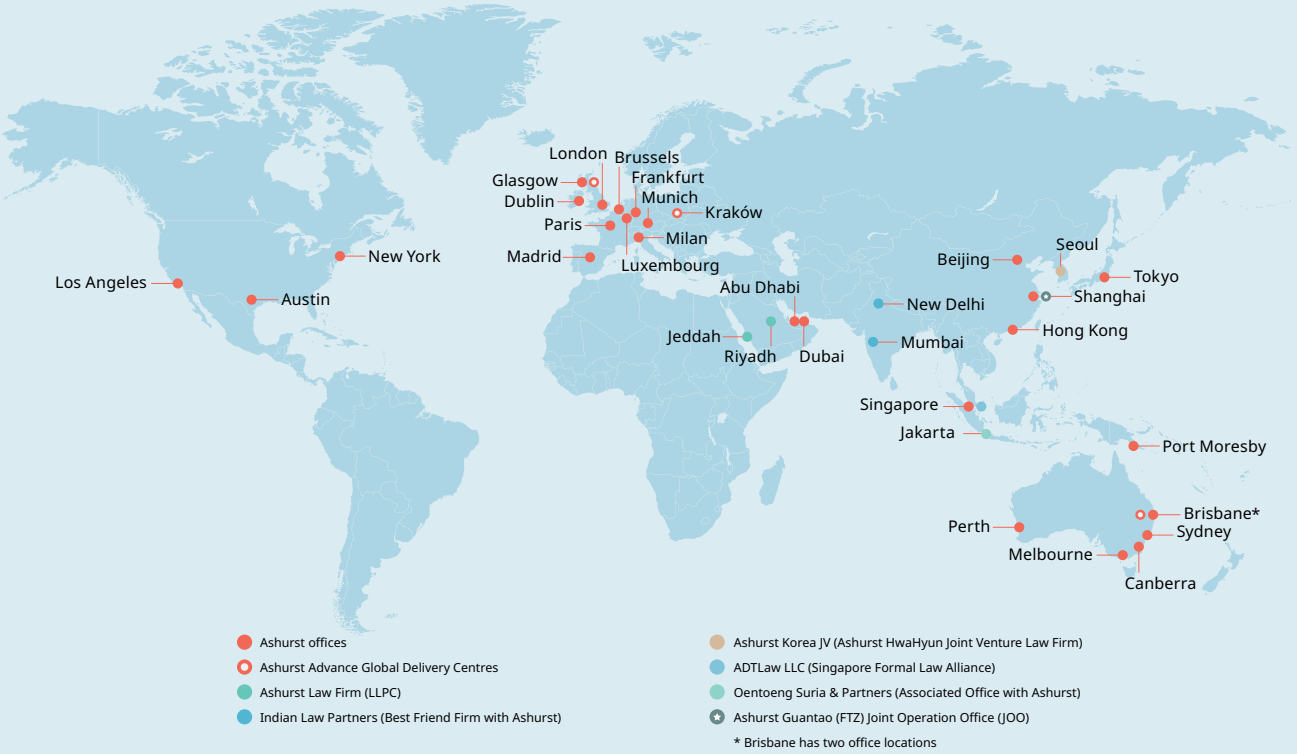 London
Brussels
Glasgow
Frankfurt
Dublin
Munich
Kraków
Paris
Milan
Madrid
Luxembourg
New York
Los Angeles
Austin
Abu Dhabi
Jeddah
Riyadh
Dubai
Beijing
Seoul
Tokyo
Shanghai
New Delhi
Hong Kong
Mumbai
Singapore
Jakarta
Port Moresby
Brisbane*
Perth
Sydney
Melbourne
Canberra
Ashurst offices
Ashurst Advance Global Delivery Centres
Ashurst Law Firm (LLPC)
Indian Law Partners (Best Friend Firm with Ashurst)
Ashurst Korea JV (Ashurst HwaHyun Joint Venture Law Firm)
ADTLaw LLC (Singapore Formal Law Alliance)
Oentoeng Suria & Partners (Associated Office with Ashurst)
Ashurst Guantao (FTZ) Joint Operation Office (JOO)
* Brisbane has two office locations